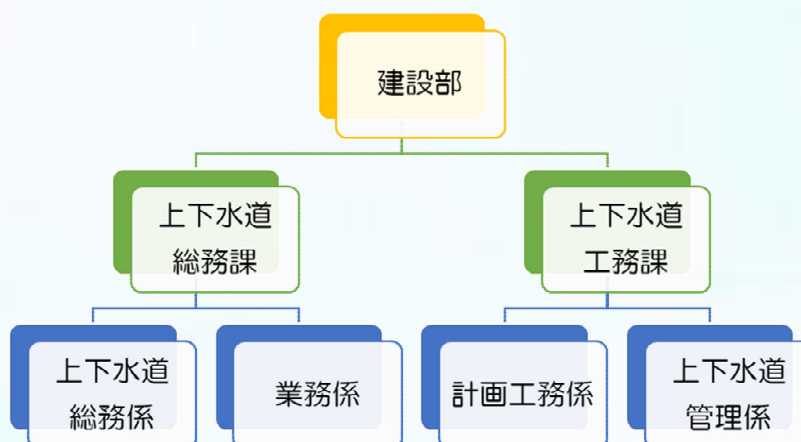 建設部
上下水道
総務課
上下水道
工務課
上下水道
総務係
業務係
計画工務係
上下水道
管理係